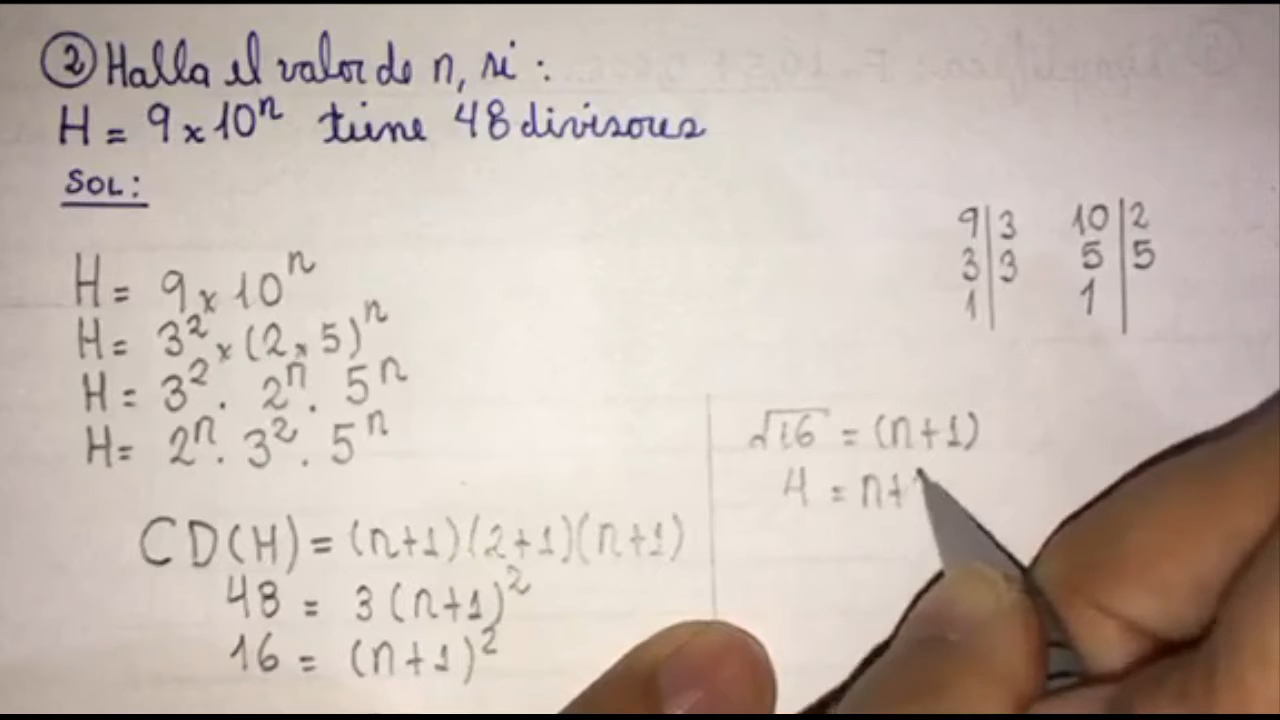 ② Halla el valor de n, si :
H = 9 x 10ⁿ tiene 48 divisores
SOL:
H = 9 x 10ⁿ
H = 3² x (2 x 5)ⁿ
H = 3² . 2ⁿ . 5ⁿ
H = 2ⁿ . 3² . 5ⁿ
CD(H) = (n+1)(2+1)(n+1)
48 = 3(n+1)²
16 = (n+1)²
9 | 3
3 | 3
1 |
10 | 2
5 | 5
1 |
√16 = (n+1)
4 = n+